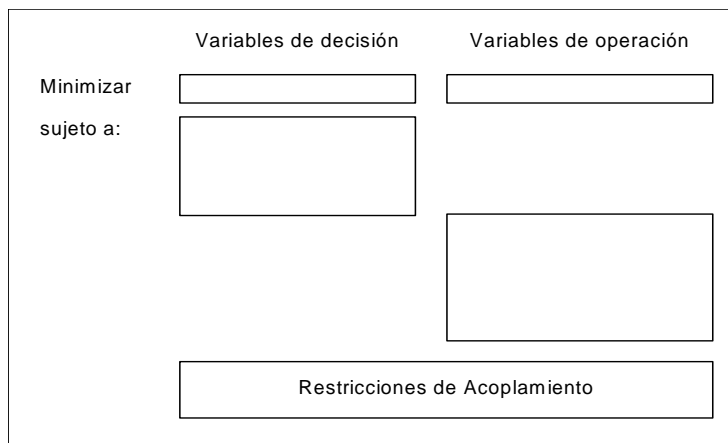 Variables de decisión Variables de operación
Minimizar
sujeto a:
Restricciones de Acoplamiento